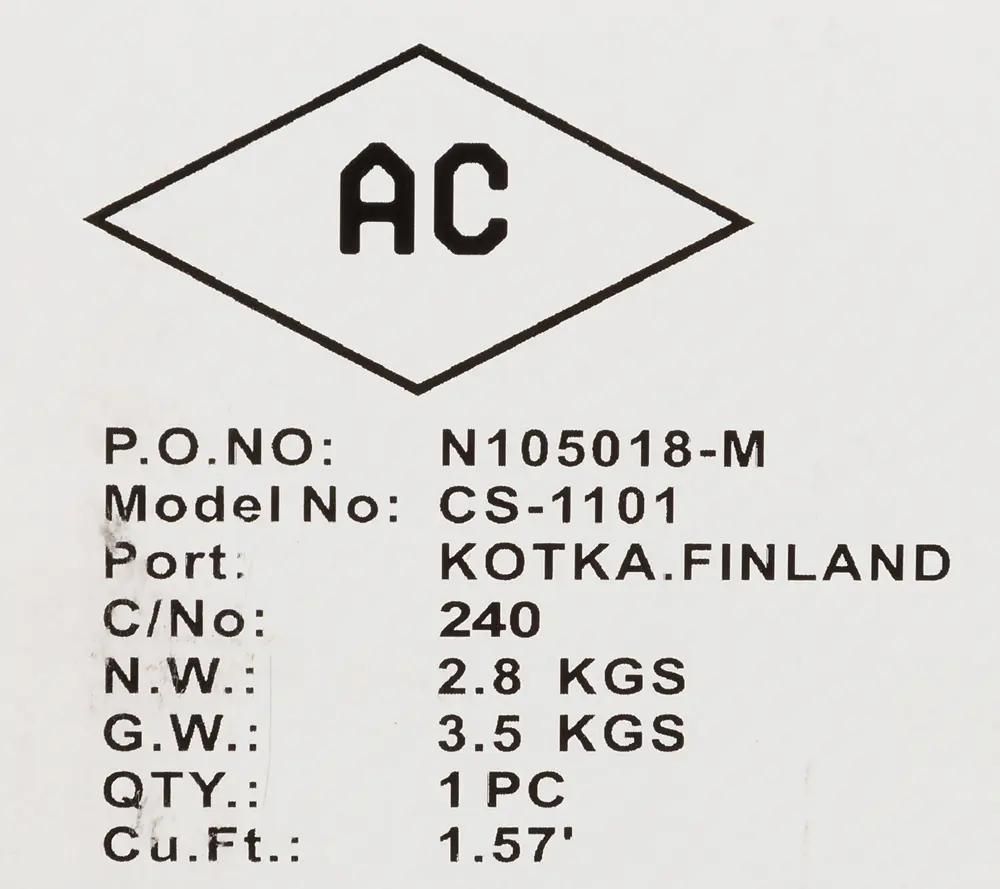 AC
P.O.NO: N105018-M
Model No: CS-1101
Port: KOTKA.FINLAND
C/No: 240
N.W.: 2.8 KGS
G.W.: 3.5 KGS
QTY.: 1 PC
Cu.Ft.: 1.57'